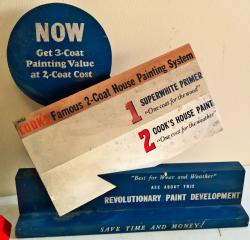 NOW
Get 3-Coat
Painting Value
at 2-Coat Cost
COOK'S Famous 2-Coat House Painting System
1 SUPERWHITE PRIMER
"One coat for the wood"
2 COOK'S HOUSE PAINT
"One coat for the weather"
"Best for Wear and Weather"
ASK ABOUT THIS
REVOLUTIONARY PAINT DEVELOPMENT
SAVE TIME AND MONEY!